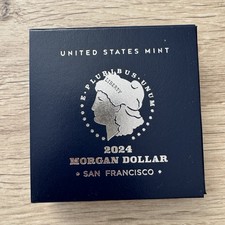 UNITED STATES MINT
E·PLURIBUS·UNUM
LIBERTY
2024
MORGAN DOLLAR
SAN FRANCISCO